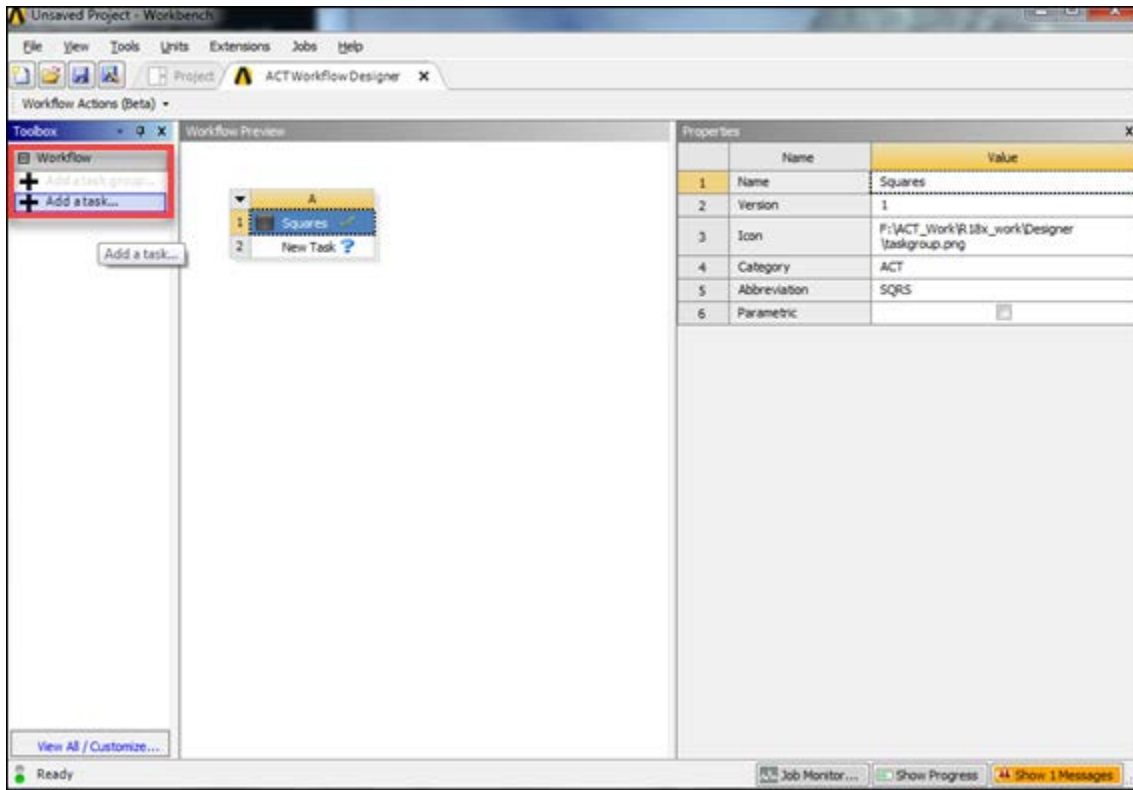 Unsaved Project - Workbench
File View Tools Units Extensions Jobs Help
Project ACT Workflow Designer X
Workflow Actions (Beta)
Toolbox
Workflow Preview
Properties
Workflow
Add a task group...
Add a task...
Add a task...
A
1 Squares
2 New Task ?
Name Value
1 Name Squares
2 Version 1
3 Icon F:\ACT_Work\R18x_work\Designer
\taskgroup.png
4 Category ACT
5 Abbreviation SQRS
6 Parametric
View All / Customize...
Ready
Job Monitor...
Show Progress
Show 1 Messages